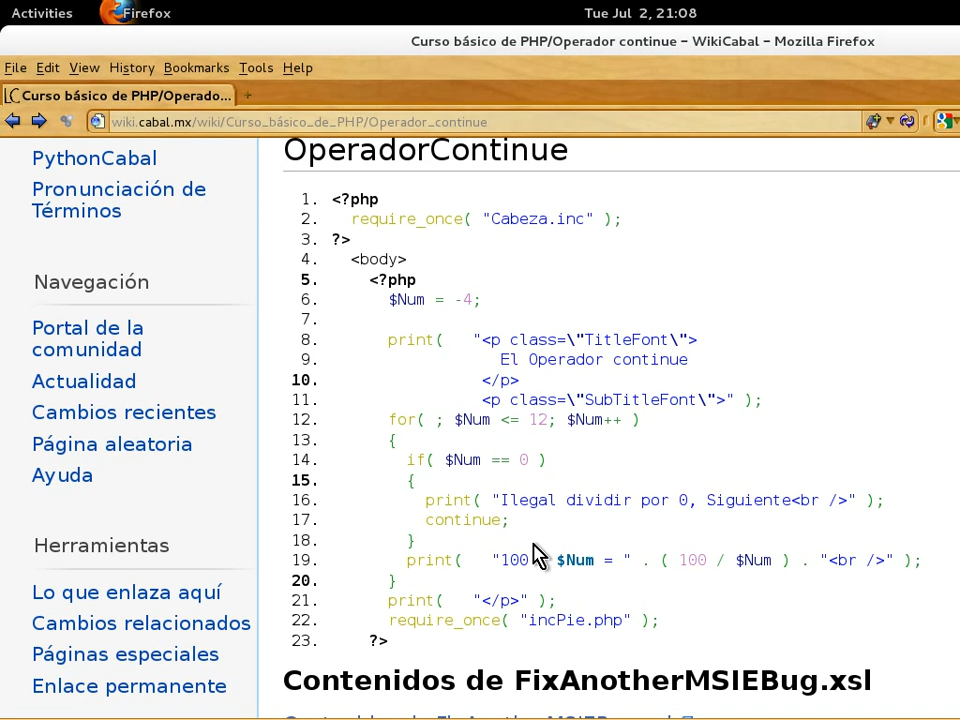 Activities Firefox Tue Jul 2, 21:08
Curso básico de PHP/Operador continue – WikiCabal – Mozilla Firefox
File Edit View History Bookmarks Tools Help
Curso básico de PHP/Operado... +
wiki.cabal.mx/wiki/Curso_básico_de_PHP/Operador_continue
PythonCabal
Pronunciación de
Términos
Navegación
Portal de la
comunidad
Actualidad
Cambios recientes
Página aleatoria
Ayuda
Herramientas
Lo que enlaza aquí
Cambios relacionados
Páginas especiales
Enlace permanente
OperadorContinue
1. <?php
2. require_once( "Cabeza.inc" );
3. ?>
4. <body>
5. <?php
6. $Num = -4;
7.
8. print( "<p class=\"TitleFont\">
9. El Operador continue
10. </p>
11. <p class=\"SubTitleFont\">" );
12. for( ; $Num <= 12; $Num++ )
13. {
14. if( $Num == 0 )
15. {
16. print( "Ilegal dividir por 0, Siguiente<br />" );
17. continue;
18. }
19. print( "100 $Num = " . ( 100 / $Num ) . "<br />" );
20. }
21. print( "</p>" );
22. require_once( "incPie.php" );
23. ?>
Contenidos de FixAnotherMSIEBug.xsl